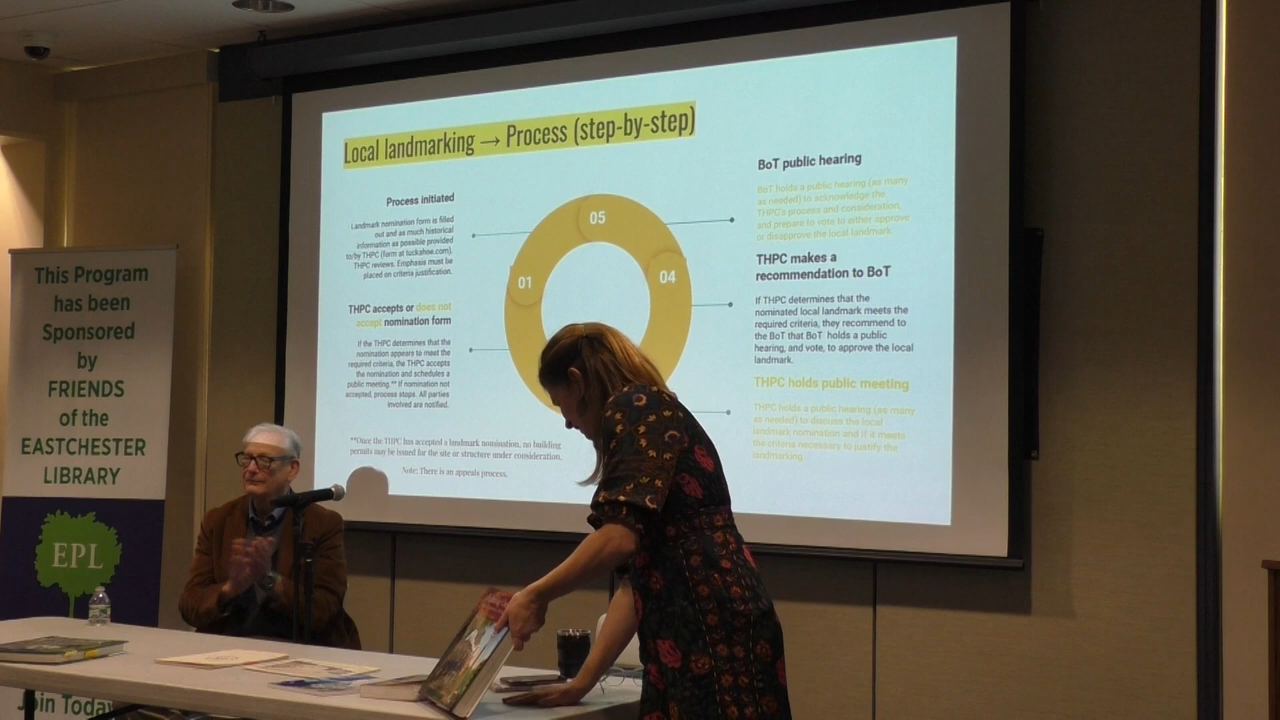 This Program
has been
Sponsored
by
FRIENDS
of the
EASTCHESTER
LIBRARY
EPL
Join Today
Local landmarking → Process (step-by-step)
Process initiated
Landmark nomination form is filled
out and as much historical
information as possible provided
to/by THPC (form at tuckahoe.com).
THPC reviews. Emphasis must be
placed on criteria justification.
THPC accepts or does not
accept nomination form
If the THPC determines that the
nomination appears to meet the
required criteria, the THPC accepts
the nomination and schedules a
public meeting.** If nomination not
accepted, process stops. All parties
involved are notified.
**Once the THPC has accepted a landmark nomination, no building
permits may be issued for the site or structure under consideration.
Note: There is an appeals process.
01
05
04
BoT public hearing
BoT holds a public hearing (as many
as needed) to acknowledge the
THPC's process and consideration,
and prepare to vote to either approve
or disapprove the local landmark.
THPC makes a
recommendation to BoT
If THPC determines that the
nominated local landmark meets the
required criteria, they recommend to
the BoT that BoT holds a public
hearing, and vote, to approve the local
landmark.
THPC holds public meeting
THPC holds a public hearing (as many
as needed) to discuss the local
landmark nomination and if it meets
the criteria necessary to justify the
landmarking.